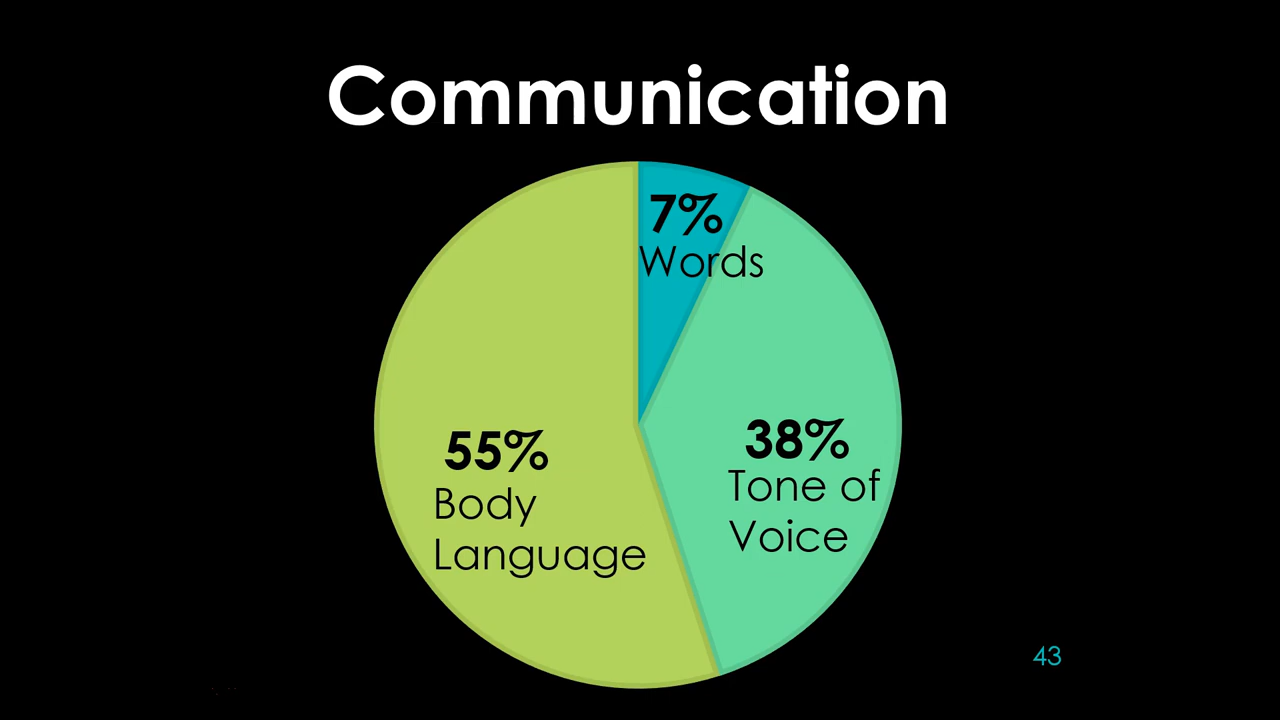 Communication
7%
Words
38%
Tone of
Voice
55%
Body
Language
43